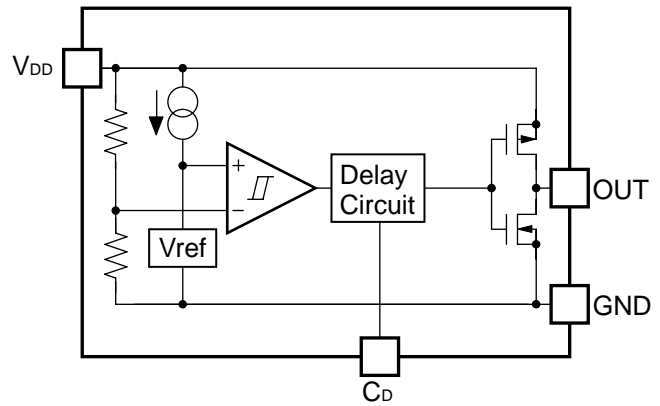 VDD
+
−
Vref
Delay
Circuit
OUT
GND
CD